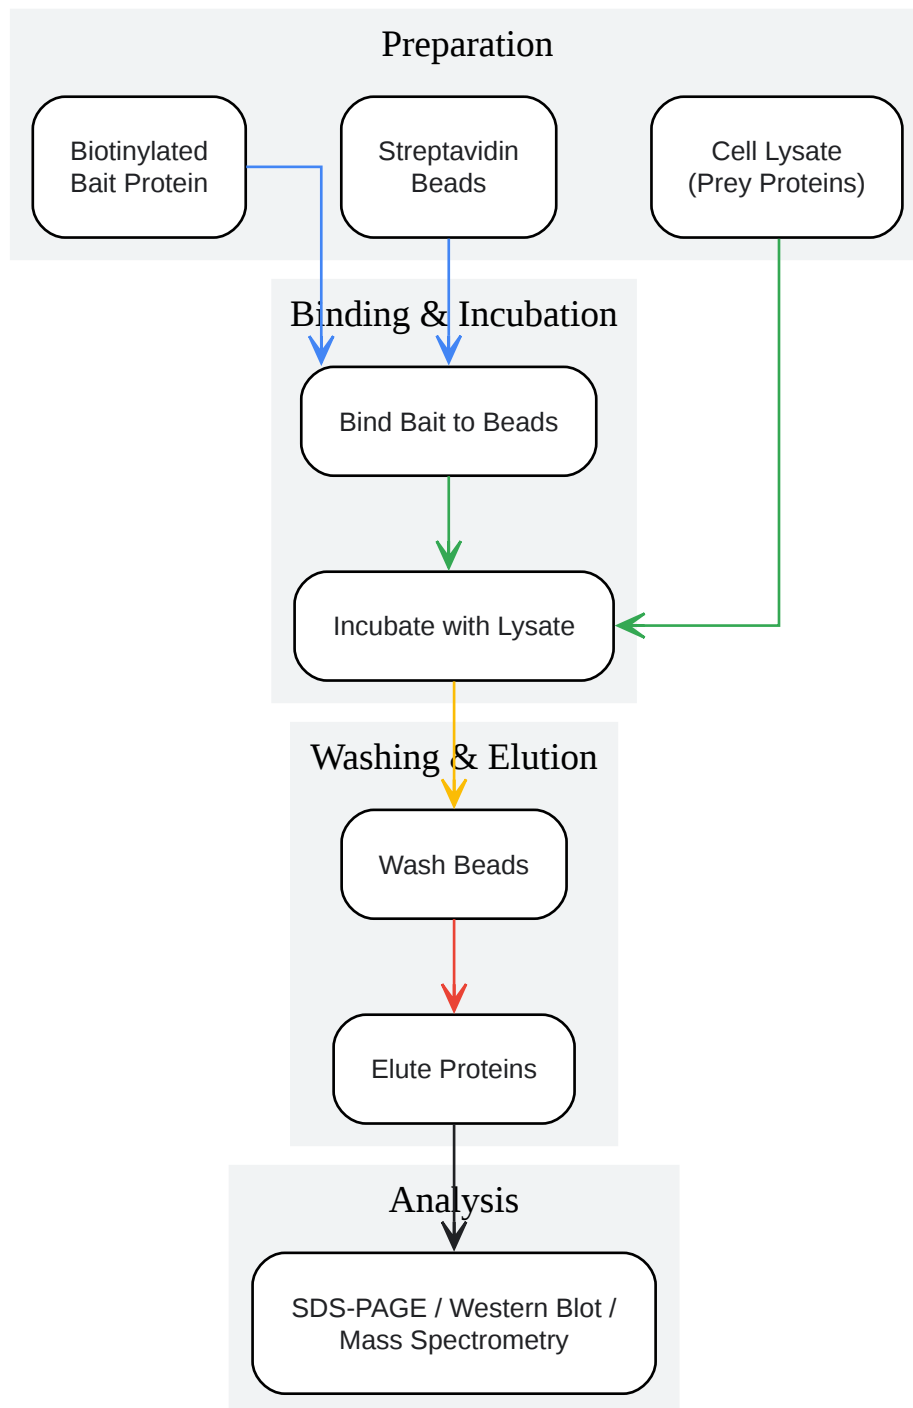 Preparation
Biotinylated
Bait Protein
Streptavidin
Beads
Cell Lysate
(Prey Proteins)
Binding & Incubation
Bind Bait to Beads
Incubate with Lysate
Washing & Elution
Wash Beads
Elute Proteins
Analysis
SDS-PAGE / Western Blot /
Mass Spectrometry